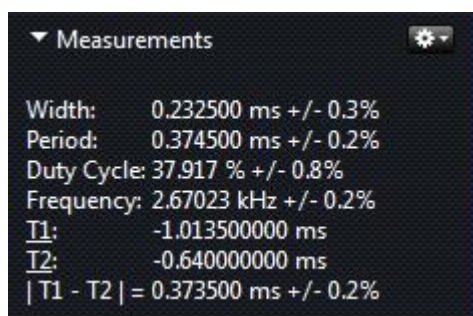 Measurements
Width: 0.232500 ms +/- 0.3%
Period: 0.374500 ms +/- 0.2%
Duty Cycle: 37.917 % +/- 0.8%
Frequency: 2.67023 kHz +/- 0.2%
T1: -1.013500000 ms
T2: -0.640000000 ms
| T1 - T2 | = 0.373500 ms +/- 0.2%